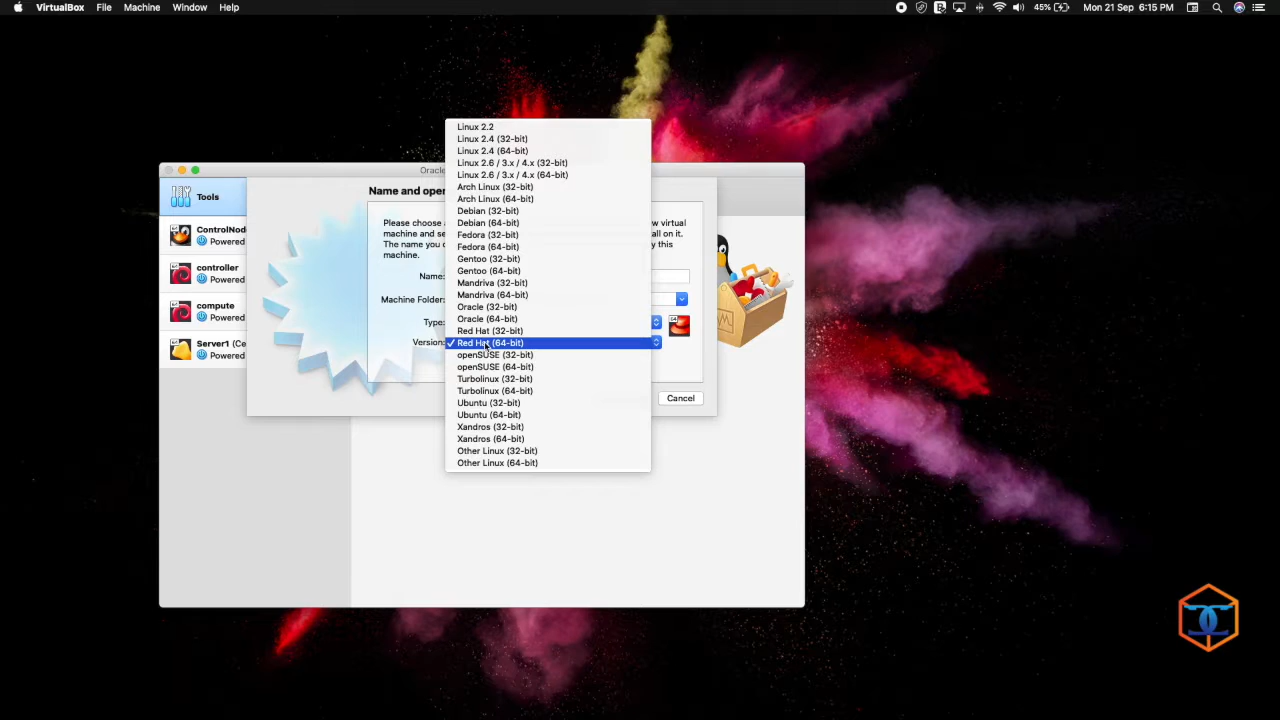 VirtualBox File Machine Window Help
45%
Mon 21 Sep 6:15 PM
Oracle
Tools
Name and oper
ControlNode
Powered
controller
Powered
compute
Powered
Server1 (Ce
Powered
Please choose a
w virtual
machine and se
all on it.
The name you c
y this
machine.
Name:
Machine Folder:
Type:
Version:
Linux 2.2
Linux 2.4 (32-bit)
Linux 2.4 (64-bit)
Linux 2.6 / 3.x / 4.x (32-bit)
Linux 2.6 / 3.x / 4.x (64-bit)
Arch Linux (32-bit)
Arch Linux (64-bit)
Debian (32-bit)
Debian (64-bit)
Fedora (32-bit)
Fedora (64-bit)
Gentoo (32-bit)
Gentoo (64-bit)
Mandriva (32-bit)
Mandriva (64-bit)
Oracle (32-bit)
Oracle (64-bit)
Red Hat (32-bit)
Red Hat (64-bit)
openSUSE (32-bit)
openSUSE (64-bit)
Turbolinux (32-bit)
Turbolinux (64-bit)
Ubuntu (32-bit)
Ubuntu (64-bit)
Xandros (32-bit)
Xandros (64-bit)
Other Linux (32-bit)
Other Linux (64-bit)
64
Cancel